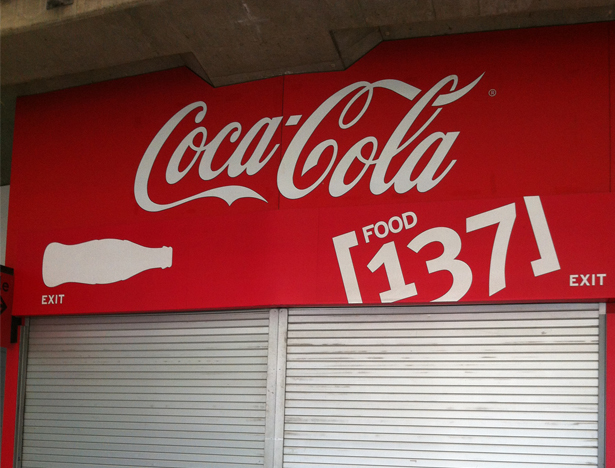 Coca-Cola ®
FOOD
[137]
EXIT
EXIT